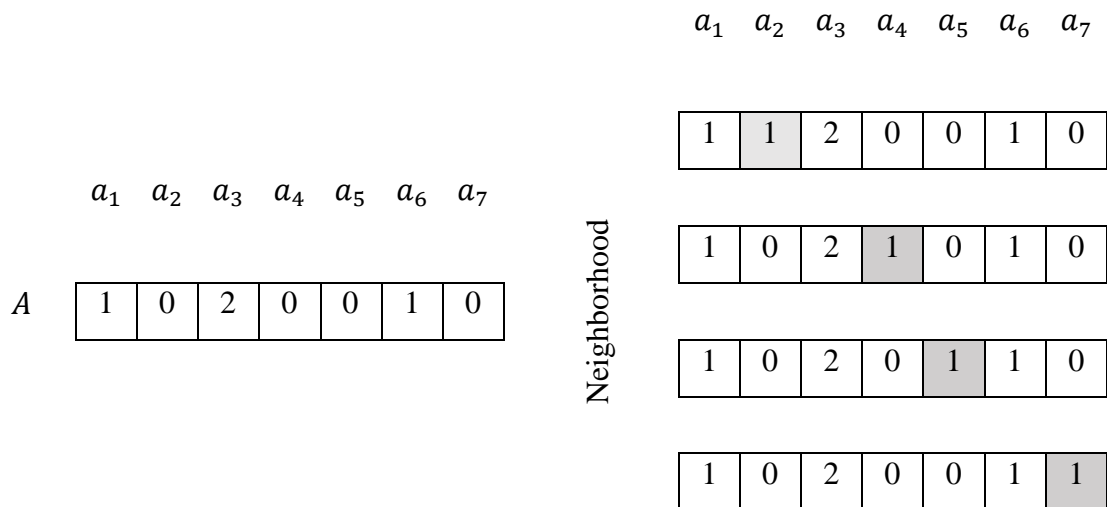 a₁ a₂ a₃ a₄ a₅ a₆ a₇
1 1 2 0 0 1 0
a₁ a₂ a₃ a₄ a₅ a₆ a₇
1 0 2 1 0 1 0
A 1 0 2 0 0 1 0
Neighborhood
1 0 2 0 1 1 0
1 0 2 0 0 1 1